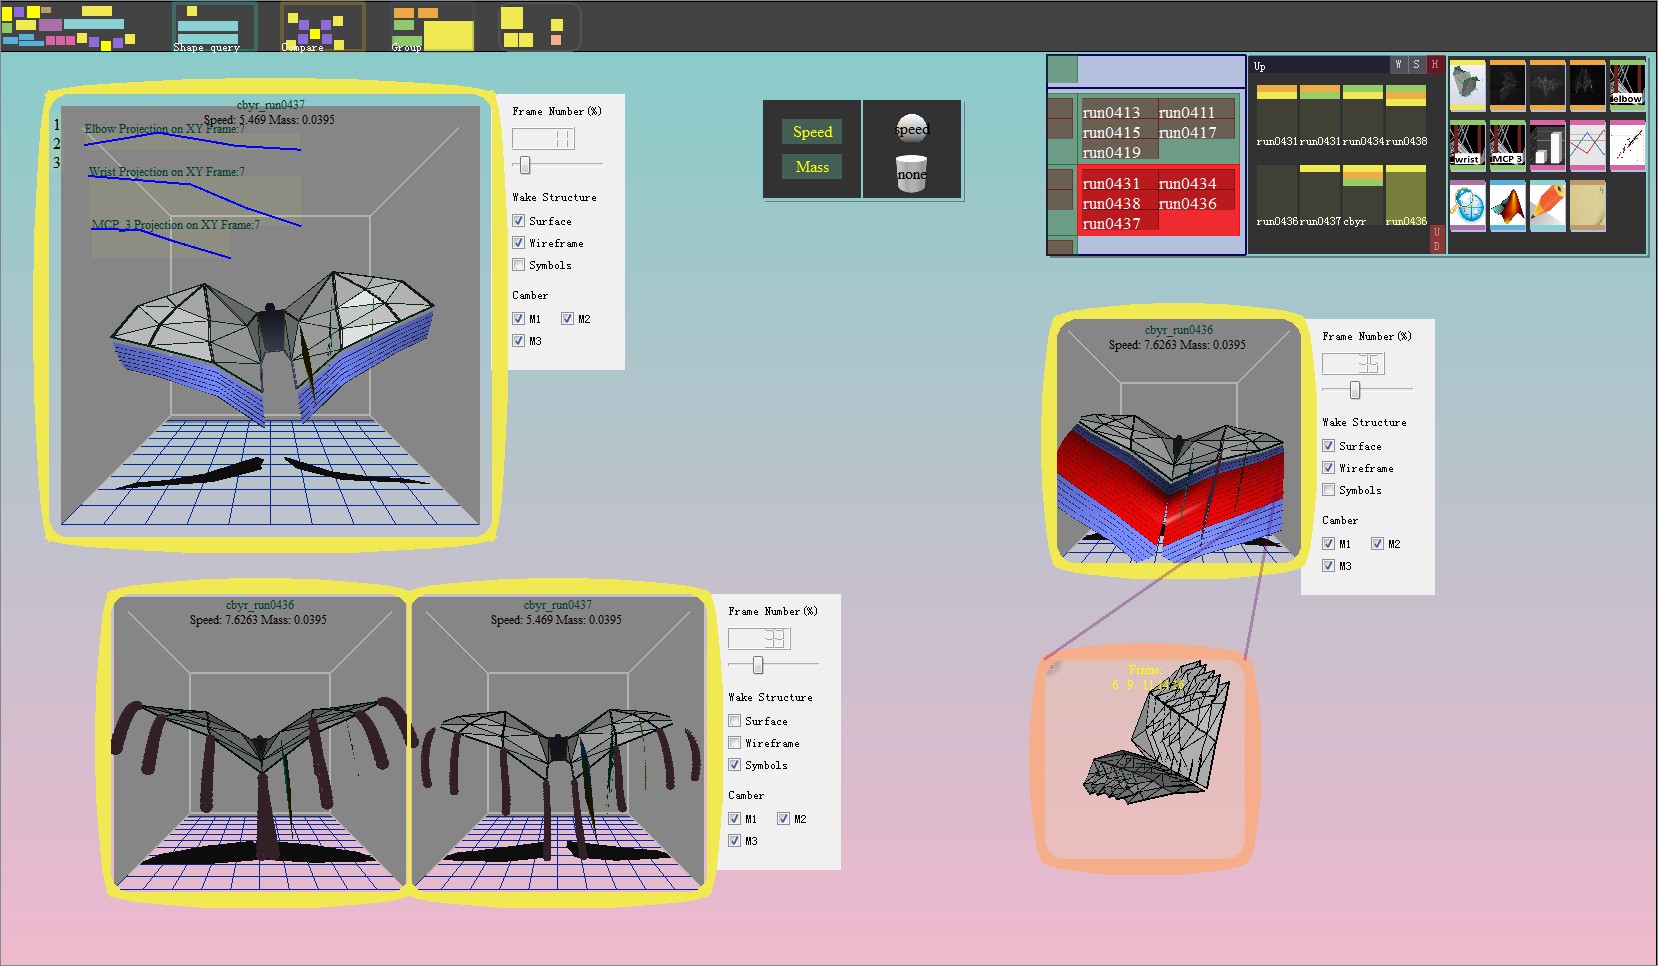 Shape query
Compare
Group
cbyr_run0437
Speed: 5.469 Mass: 0.0395
1
2
3
Elbow Projection on XY Frame:7
Wrist Projection on XY Frame:7
MCP_3 Projection on XY Frame:7
Frame Number(%)
11
Wake Structure
Surface
Wireframe
Symbols
Camber
M1 M2
M3
Speed
Mass
speed
none
run0413 run0411
run0415 run0417
run0419
run0431 run0434
run0438 run0436
run0437
Up
W S H
run0431 run0431 run0434 run0438
run0436 run0437 cbyr run0436
U
D
elbow
wrist
MCP 3
cbyr_run0436
Speed: 7.6263 Mass: 0.0395
Frame Number(%)
35
Wake Structure
Surface
Wireframe
Symbols
Camber
M1 M2
M3
cbyr_run0436
Speed: 7.6263 Mass: 0.0395
cbyr_run0437
Speed: 5.469 Mass: 0.0395
Frame Number(%)
39
Wake Structure
Surface
Wireframe
Symbols
Camber
M1 M2
M3
Frame:
6 9 11